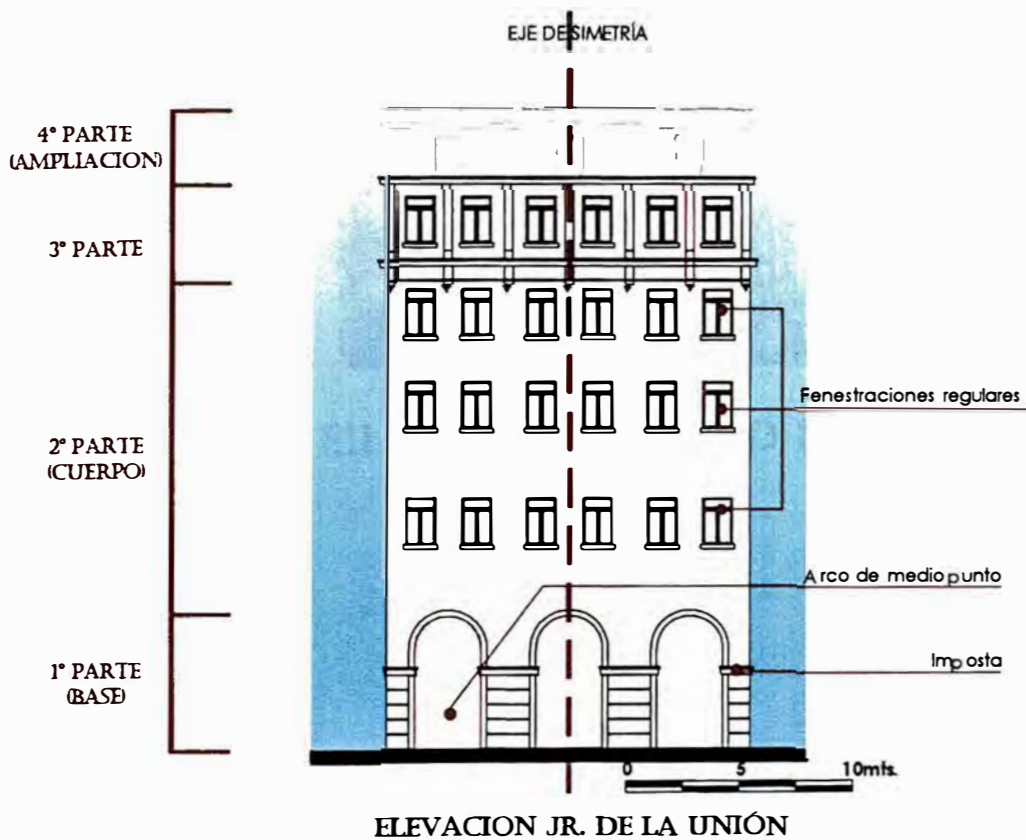 EJE DE SIMETRÍA
4° PARTE
(AMPLIACION)
3° PARTE
2° PARTE
(CUERPO)
1° PARTE
(BASE)
Fenestraciones regulares
Arco de medio punto
Imposta
0 5 10mts.
ELEVACION JR. DE LA UNIÓN